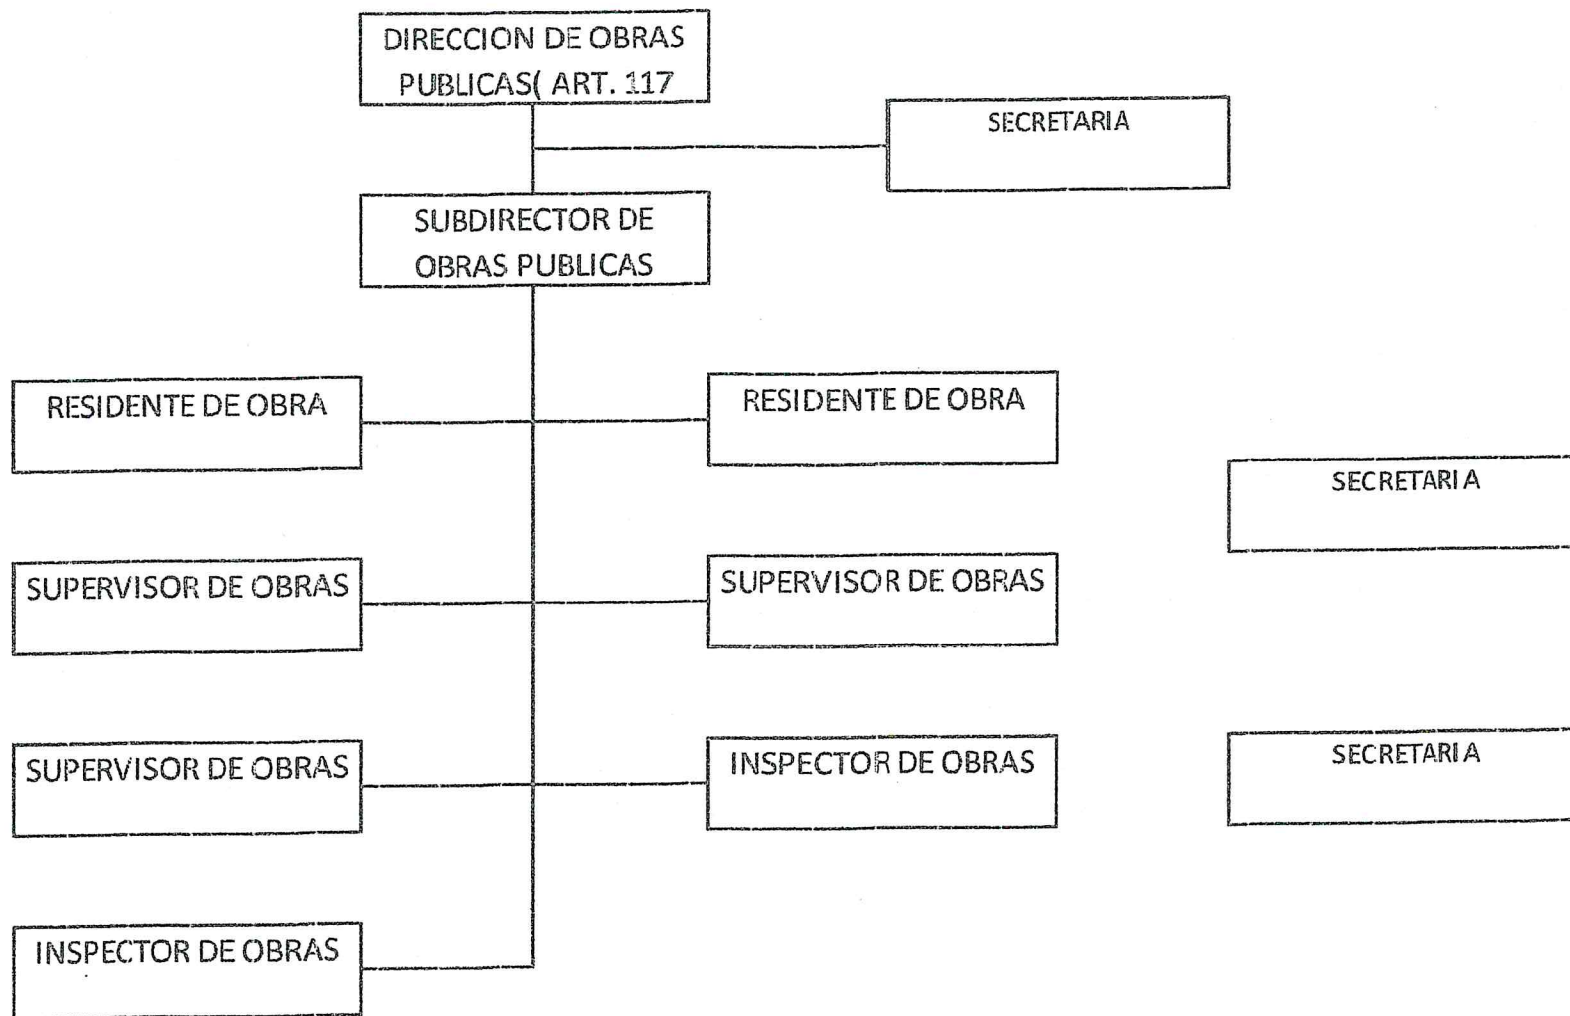 DIRECCION DE OBRAS
PUBLICAS( ART. 117
SECRETARIA
SUBDIRECTOR DE
OBRAS PUBLICAS
RESIDENTE DE OBRA
RESIDENTE DE OBRA
SECRETARIA
SUPERVISOR DE OBRAS
SUPERVISOR DE OBRAS
SUPERVISOR DE OBRAS
INSPECTOR DE OBRAS
SECRETARIA
INSPECTOR DE OBRAS